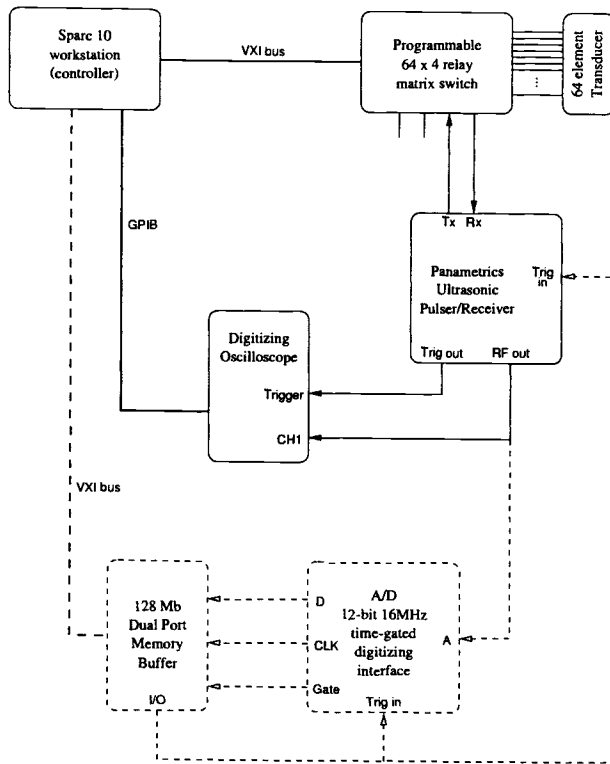 Sparc 10
workstation
(controller)
VXI bus
Programmable
64 x 4 relay
matrix switch
64 element
Transducer
GPIB
Tx Rx
Panametrics
Ultrasonic
Pulser/Receiver
Trig
in
Trig out RF out
Digitizing
Oscilloscope
Trigger
CH1
VXI bus
128 Mb
Dual Port
Memory
Buffer
I/O
A/D
12-bit 16MHz
time-gated
digitizing
interface
D
CLK
Gate
A
Trig in